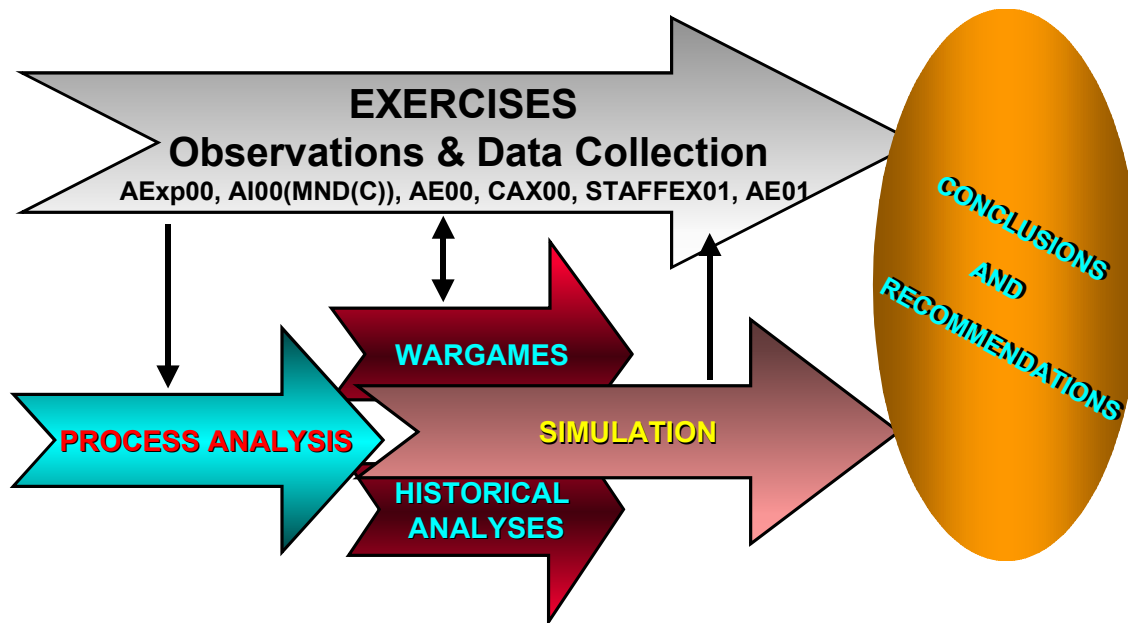 EXERCISES
Observations & Data Collection
AExp00, AI00(MND(C)), AE00, CAX00, STAFFEX01, AE01
WARGAMES
PROCESS ANALYSIS
SIMULATION
HISTORICAL
ANALYSES
CONCLUSIONS
AND
RECOMMENDATIONS